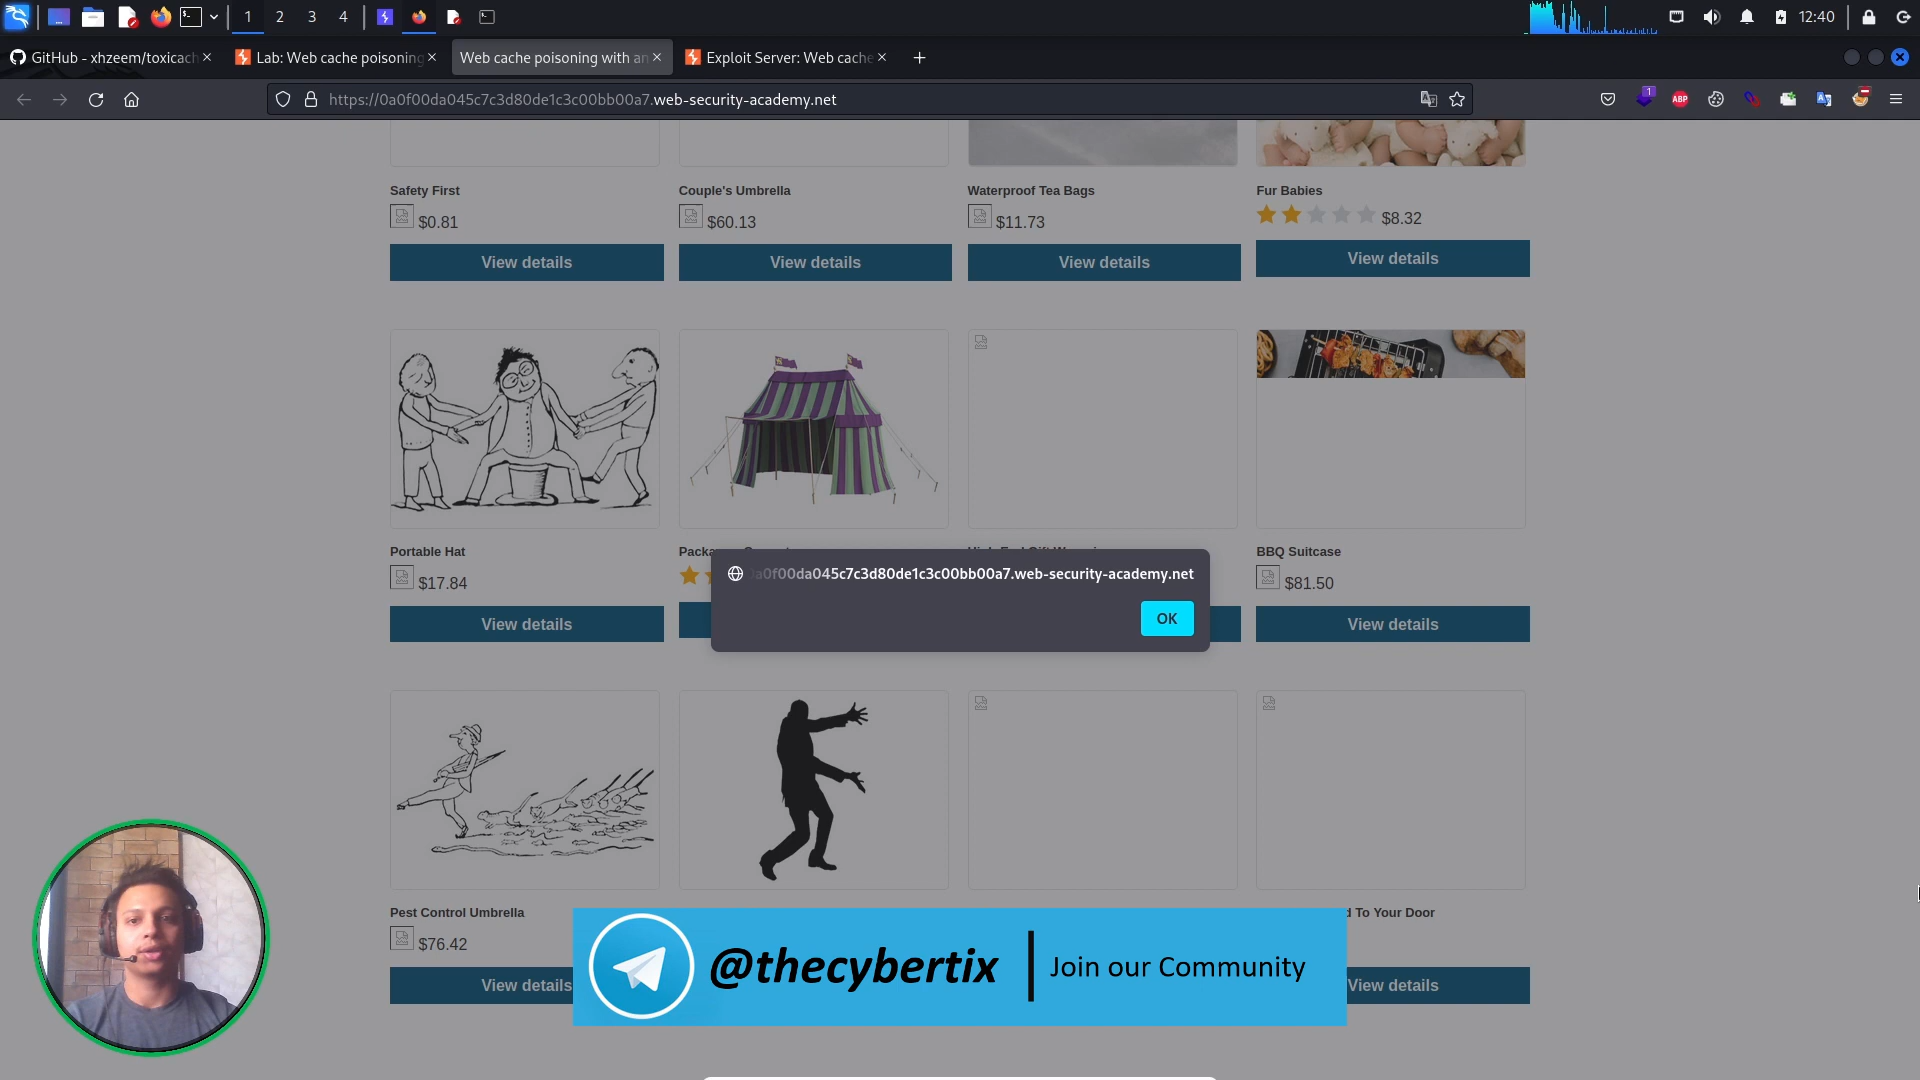 1 2 3 4 12:40
GitHub - xhzeem/toxicach
Lab: Web cache poisoning
Web cache poisoning with an
Exploit Server: Web cache
https://0a0f00da045c7c3d80de1c3c00bb00a7.web-security-academy.net
1
ABP
Safety First
$0.81
View details
Couple's Umbrella
$60.13
View details
Waterproof Tea Bags
$11.73
View details
Fur Babies
$8.32
View details
Portable Hat
$17.84
View details
BBQ Suitcase
$81.50
View details
0a0f00da045c7c3d80de1c3c00bb00a7.web-security-academy.net
OK
Pest Control Umbrella
$76.42
View details
To Your Door
View details
@thecybertix | Join our Community